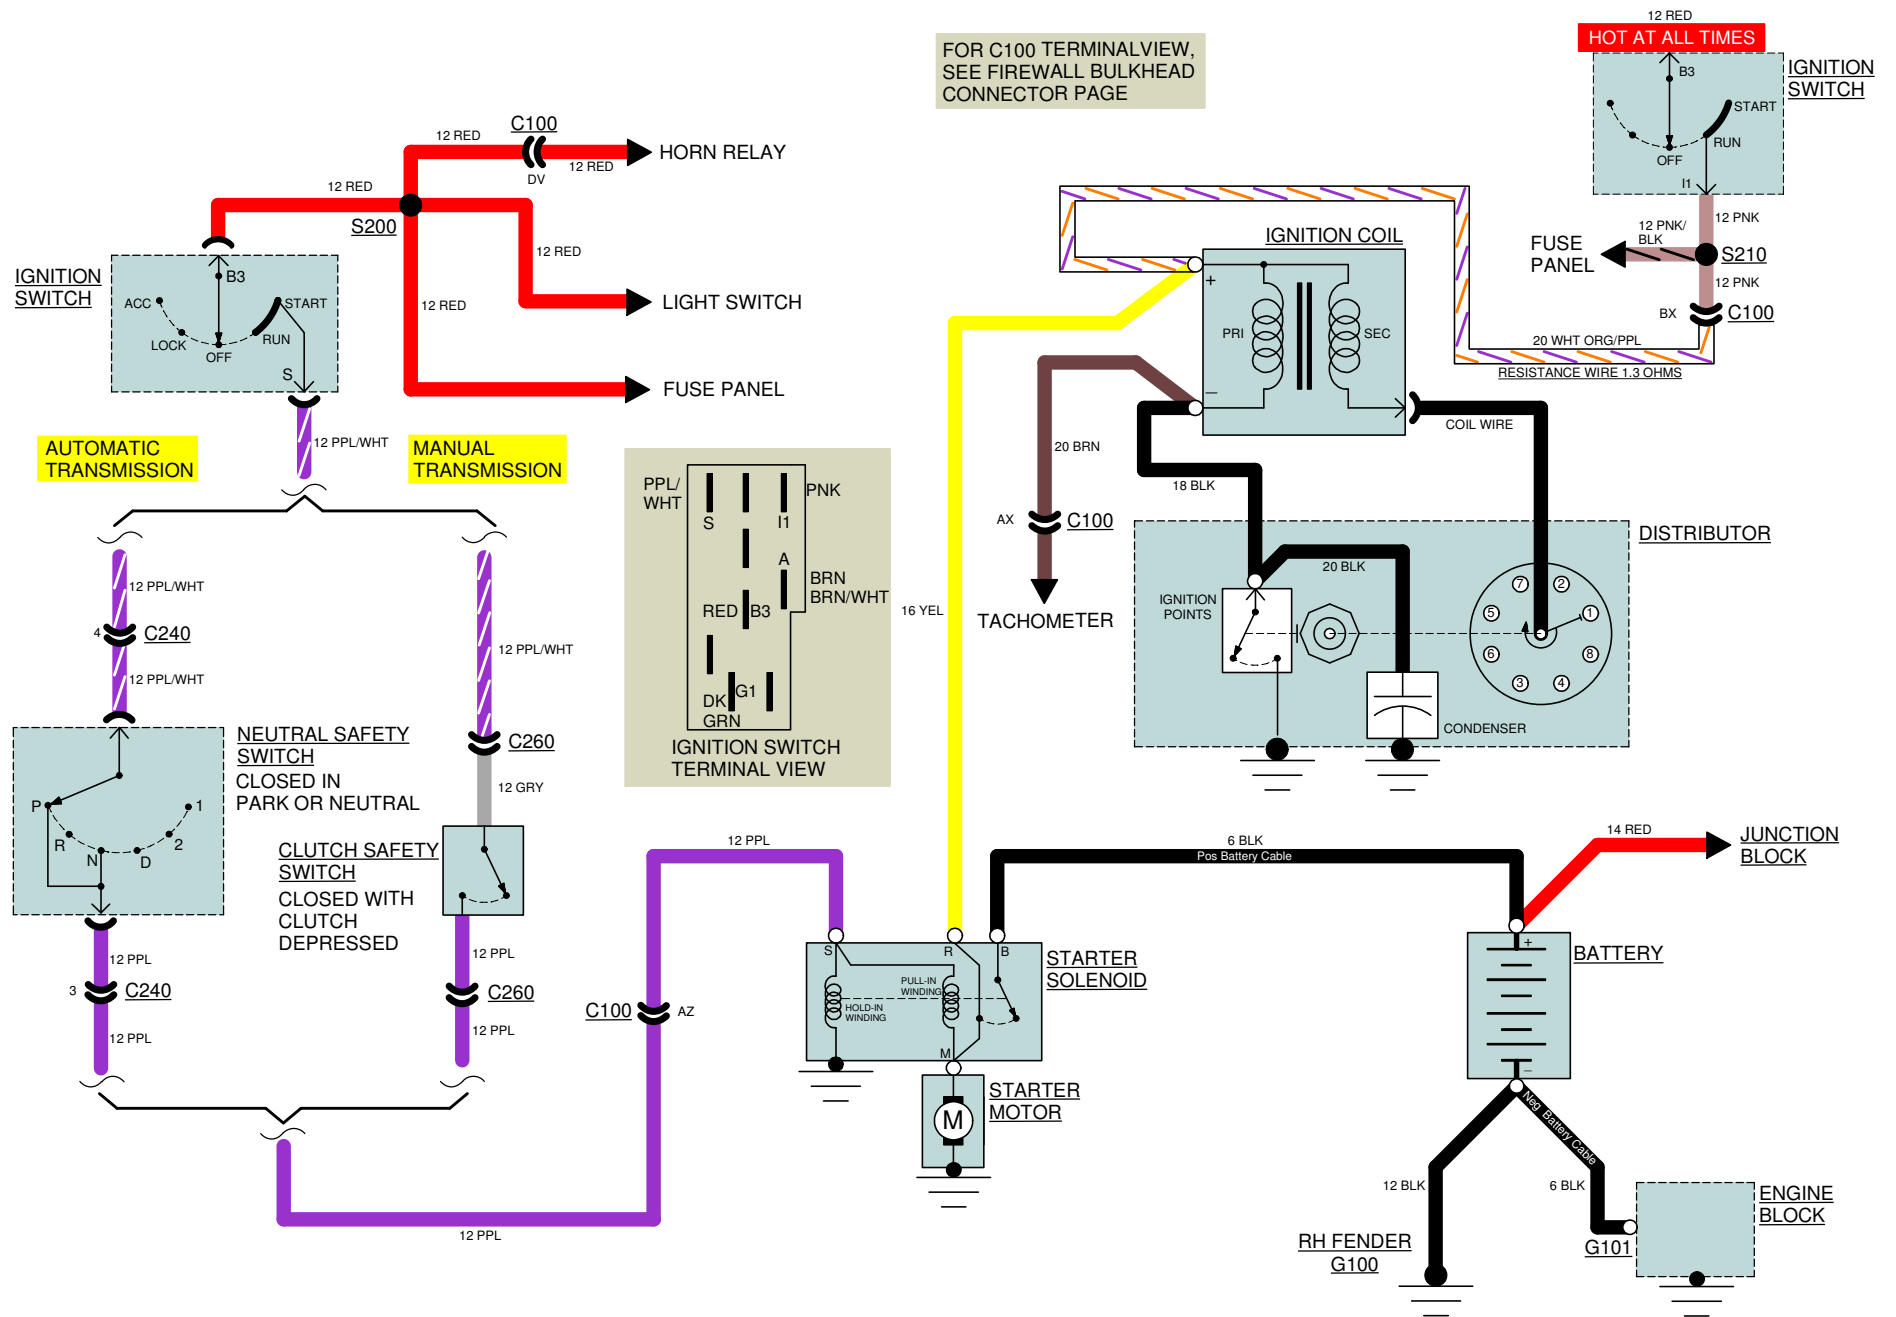 12 RED
HOT AT ALL TIMES
FOR C100 TERMINALVIEW,
SEE FIREWALL BULKHEAD
CONNECTOR PAGE
B3
IGNITION
SWITCH
START
RUN
OFF
I1
12 PNK
12 PNK/
BLK
FUSE
PANEL
S210
12 PNK
BX
C100
20 WHT ORG/PPL
RESISTANCE WIRE 1.3 OHMS
C100
12 RED
12 RED
DV
HORN RELAY
12 RED
S200
12 RED
LIGHT SWITCH
12 RED
FUSE PANEL
IGNITION
SWITCH
B3
ACC
START
LOCK
RUN
OFF
S
12 PPL/WHT
AUTOMATIC
TRANSMISSION
MANUAL
TRANSMISSION
IGNITION COIL
+
PRI
SEC
–
COIL WIRE
20 BRN
18 BLK
AX
C100
TACHOMETER
16 YEL
PPL/
WHT
PNK
S
I1
A
BRN
BRN/WHT
RED
B3
G1
DK
GRN
IGNITION SWITCH
TERMINAL VIEW
DISTRIBUTOR
20 BLK
IGNITION
POINTS
CONDENSER
7
2
5
1
6
8
3
4
12 PPL/WHT
4
C240
12 PPL/WHT
12 PPL/WHT
C260
12 GRY
NEUTRAL SAFETY
SWITCH
CLOSED IN
PARK OR NEUTRAL
P
R
N
D
2
1
CLUTCH SAFETY
SWITCH
CLOSED WITH
CLUTCH
DEPRESSED
12 PPL
3
C240
12 PPL
12 PPL
C260
12 PPL
12 PPL
12 PPL
C100
AZ
6 BLK
Pos Battery Cable
14 RED
JUNCTION
BLOCK
S
R
B
PULL-IN
WINDING
HOLD-IN
WINDING
M
STARTER
SOLENOID
STARTER
MOTOR
M
+
BATTERY
–
Neg Battery Cable
12 BLK
6 BLK
RH FENDER
G100
G101
ENGINE
BLOCK